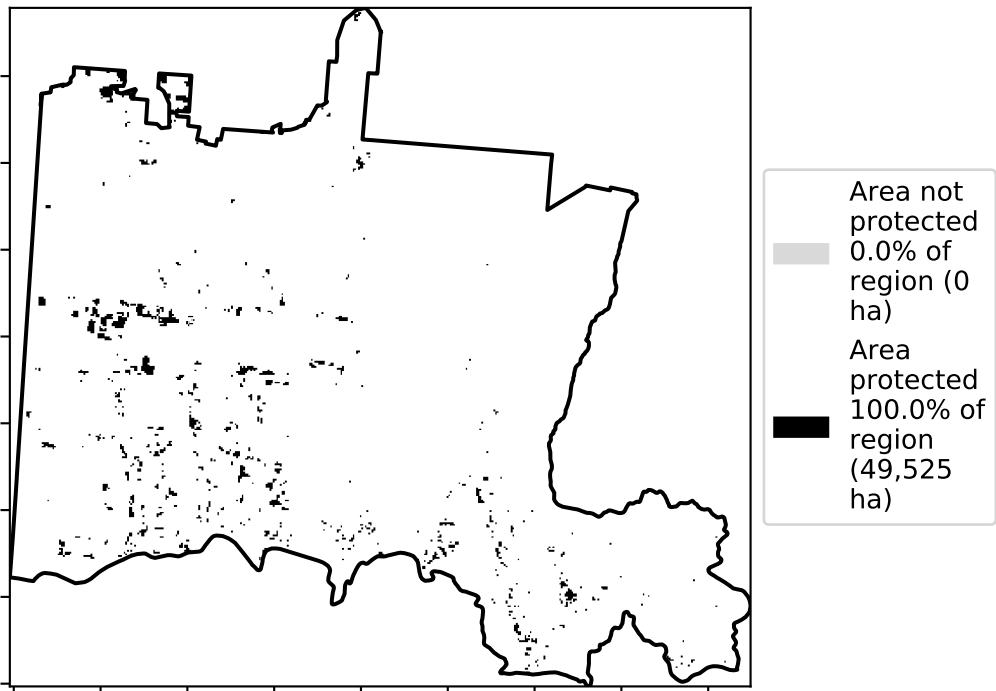 Area not
protected
0.0% of
region (0
ha)
Area
protected
100.0% of
region
(49,525
ha)